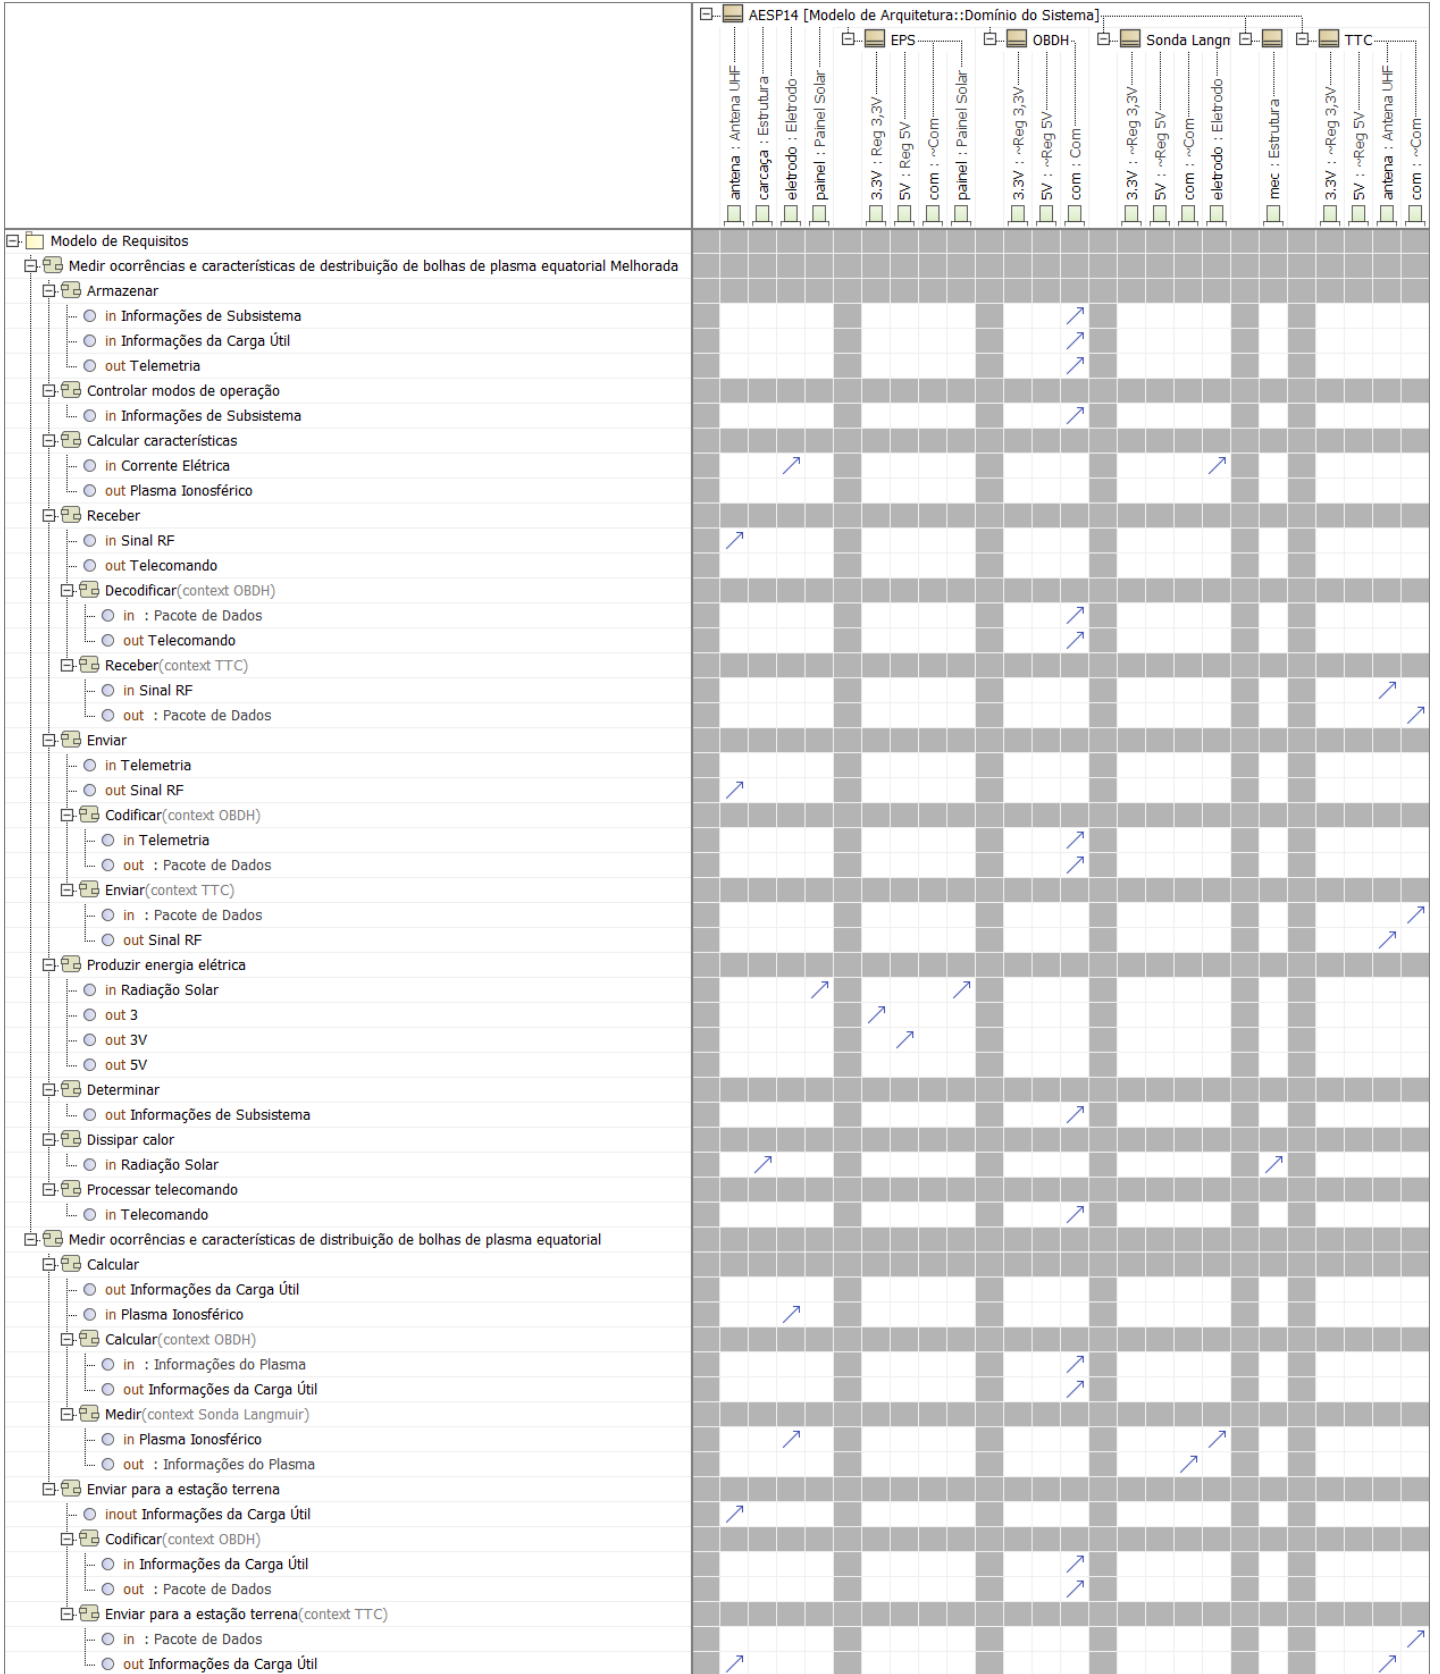 AESP14 [Modelo de Arquitetura::Domínio do Sistema]
EPS
OBDH
Sonda Langm
TTC
antena : Antena UHF
carcaça : Estrutura
eletrodo : Eletrodo
painel : Painel Solar
3.3V : Reg 3,3V
5V : Reg 5V
com : ~Com
painel : Painel Solar
3.3V : ~Reg 3,3V
5V : ~Reg 5V
com : Com
3.3V : ~Reg 3,3V
5V : ~Reg 5V
com : ~Com
eletrodo : Eletrodo
mec : Estrutura
3.3V : ~Reg 3,3V
5V : ~Reg 5V
antena : Antena UHF
com : ~Com
Modelo de Requisitos
Medir ocorrências e características de destribuição de bolhas de plasma equatorial Melhorada
Armazenar
in Informações de Subsistema
in Informações da Carga Útil
out Telemetria
Controlar modos de operação
in Informações de Subsistema
Calcular características
in Corrente Elétrica
out Plasma Ionosférico
Receber
in Sinal RF
out Telecomando
Decodificar(context OBDH)
in : Pacote de Dados
out Telecomando
Receber(context TTC)
in Sinal RF
out : Pacote de Dados
Enviar
in Telemetria
out Sinal RF
Codificar(context OBDH)
in Telemetria
out : Pacote de Dados
Enviar(context TTC)
in : Pacote de Dados
out Sinal RF
Produzir energia elétrica
in Radiação Solar
out 3
out 3V
out 5V
Determinar
out Informações de Subsistema
Dissipar calor
in Radiação Solar
Processar telecomando
in Telecomando
Medir ocorrências e características de distribuição de bolhas de plasma equatorial
Calcular
out Informações da Carga Útil
in Plasma Ionosférico
Calcular(context OBDH)
in : Informações do Plasma
out Informações da Carga Útil
Medir(context Sonda Langmuir)
in Plasma Ionosférico
out : Informações do Plasma
Enviar para a estação terrena
inout Informações da Carga Útil
Codificar(context OBDH)
in Informações da Carga Útil
out : Pacote de Dados
Enviar para a estação terrena(context TTC)
in : Pacote de Dados
out Informações da Carga Útil